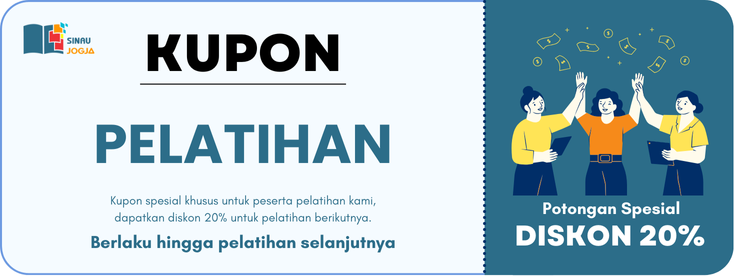 SINAU
JOGJA
KUPON
PELATIHAN
Kupon spesial khusus untuk peserta pelatihan kami,
dapatkan diskon 20% untuk pelatihan berikutnya.
Berlaku hingga pelatihan selanjutnya
Potongan Spesial
DISKON 20%